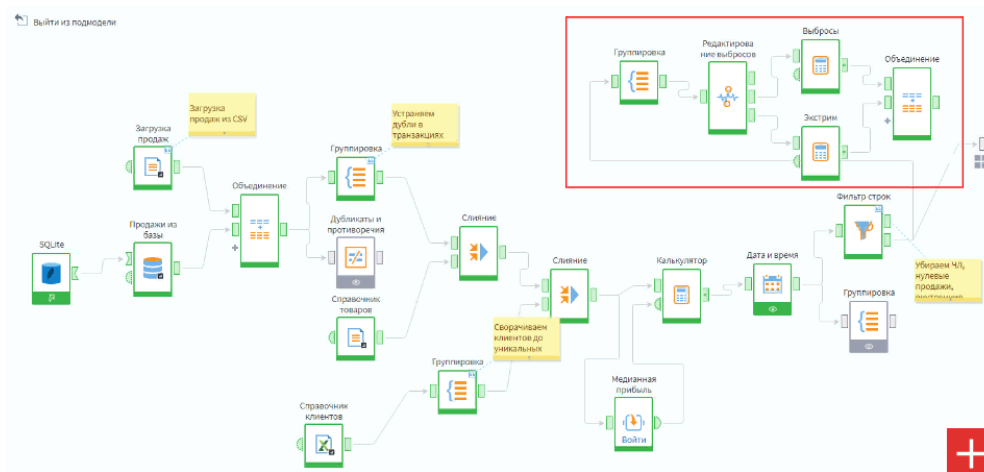 Выйти из подмодели
Группировка
Редактирова
ние выбросов
Выбросы
Объединение
Экстрим
Загрузка
продаж из CSV
Устраняем
дубли в
транзакциях
Загрузка
продаж
Группировка
Объединение
Дубликаты и
противоречия
Продажи из
базы
SQLite
Слияние
Слияние
Калькулятор
Дата и время
Фильтр строк
Убираем ЧЛ,
нулевые
продажи,
Группировка
Справочник
товаров
Сворачиваем
клиентов до
уникальных
Группировка
Медианная
прибыль
Войти
Справочник
клиентов